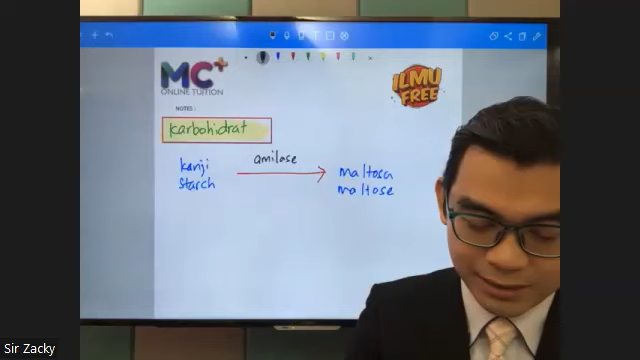 MC+
ONLINE TUITION
ILMU
FREE
NOTES :
Karbohidrat
kanji
starch
amilase
maltosa
maltose
Sir Zacky